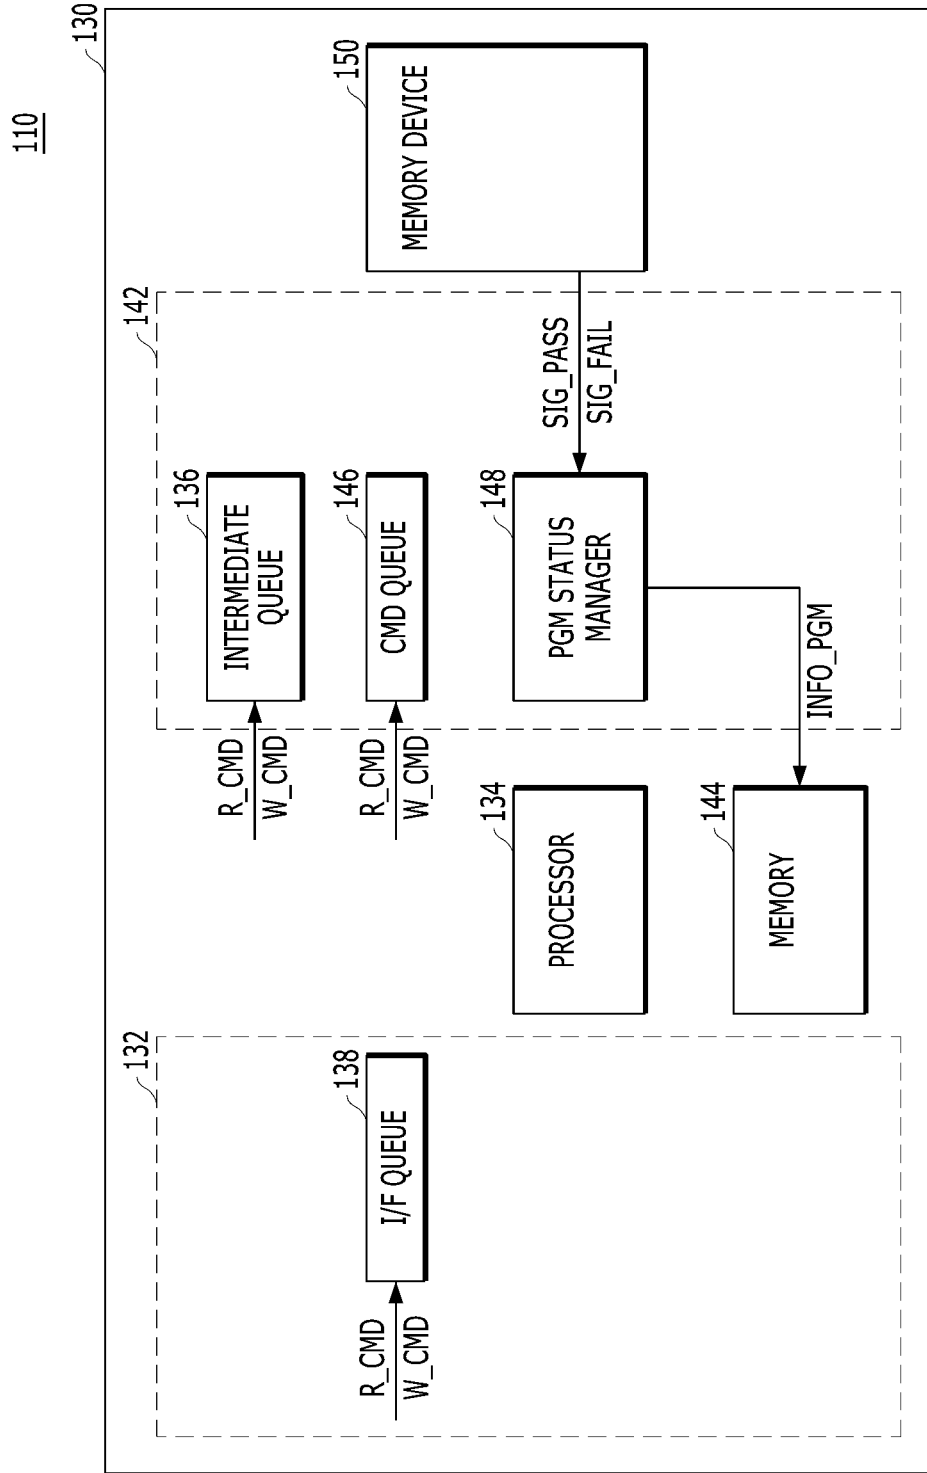 110
130
132
142
R_CMD
W_CMD
136
INTERMEDIATE
QUEUE
R_CMD
W_CMD
138
I/F QUEUE
R_CMD
W_CMD
146
CMD QUEUE
150
MEMORY DEVICE
134
PROCESSOR
148
PGM STATUS
MANAGER
SIG_PASS
SIG_FAIL
144
MEMORY
INFO_PGM